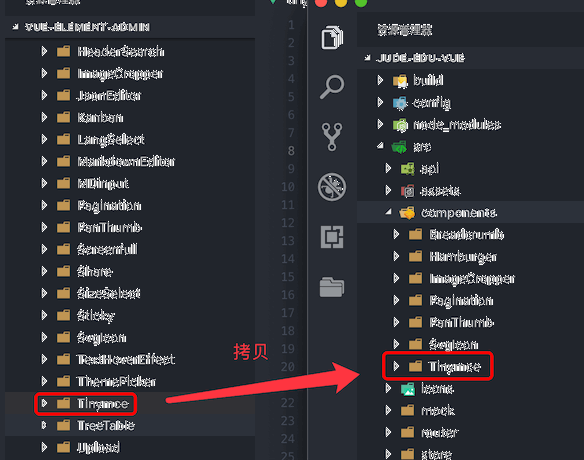 资源管理器
VUE-ELEMENT-ADMIN
HeaderSearch
ImageCropper
JsonEditor
Kanban
LangSelect
MarkdownEditor
MDinput
Pagination
PanThumb
Screenfull
Share
SizeSelect
Sticky
SvgIcon
TextHoverEffect
ThemePicker
Tinymce
TreeTable
Upload
拷贝
1
2
3
4
5
6
7
8
9
10
11
12
13
14
15
16
17
18
19
20
22
23
24
资源管理器
JUDE-EDU-VUE
build
config
node_modules
src
api
assets
components
Breadcrumb
Hamburger
ImageCropper
Pagination
PanThumb
SvgIcon
Tinymce
icons
mock
router
store